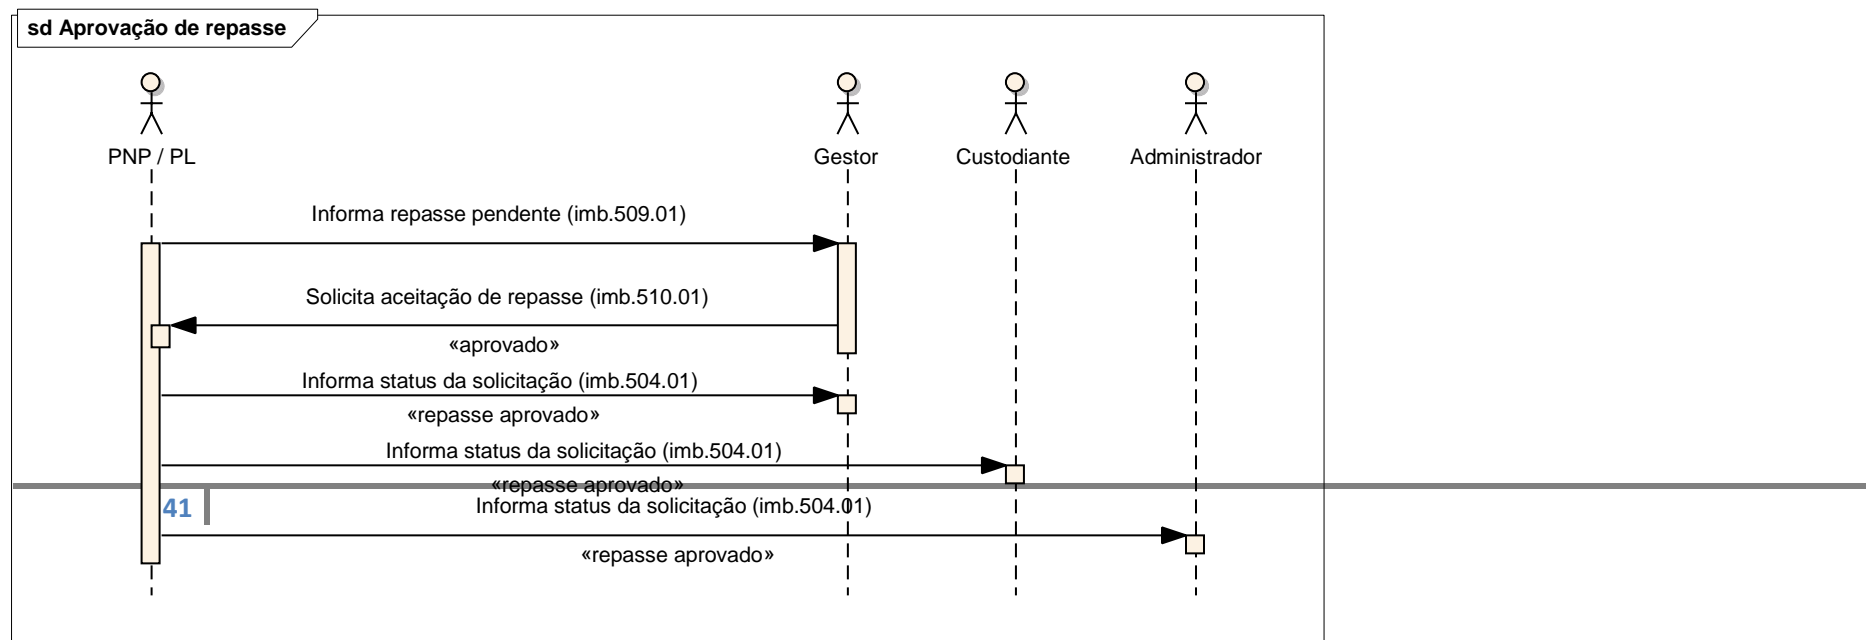 sd Aprovação de repasse
PNP / PL
Gestor
Custodiante
Administrador
Informa repasse pendente (imb.509.01)
Solicita aceitação de repasse (imb.510.01)
«aprovado»
Informa status da solicitação (imb.504.01)
«repasse aprovado»
Informa status da solicitação (imb.504.01)
«repasse aprovado»
41
Informa status da solicitação (imb.504.01)
«repasse aprovado»